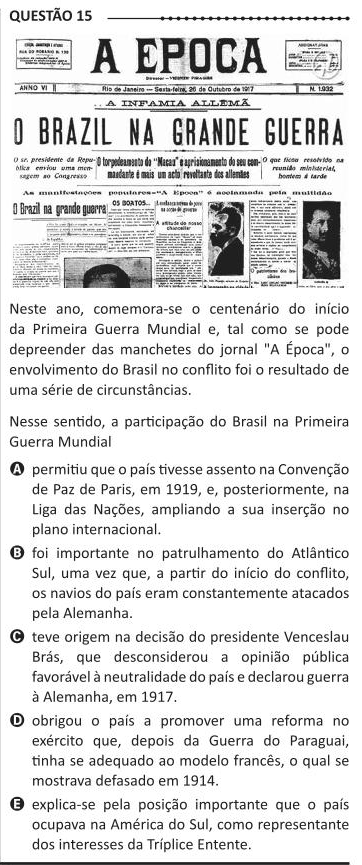 QUESTÃO 15
A EPOCA
ASSIGNATURAS
ANNO VI
Rio de Janeiro — Sexta-feira, 26 de Outubro de 1917
N. 1.932
A INFAMIA ALLEMÃ
O BRAZIL NA GRANDE GUERRA
O sr. presidente da Republica enviou uma mensagem ao Congresso
O torpedeamento do "Macau" e aprisionamento do seu commandante é mais um acto revoltante dos allemães
O que ficou resolvido na reunião ministerial, hontem á tarde
As manifestações populares="A Epoca" é acclamada pela multidão
O Brazil na grande guerra
OS BOATOS...
A attitude do nosso chanceller
Neste ano, comemora-se o centenário do início
da Primeira Guerra Mundial e, tal como se pode
depreender das manchetes do jornal "A Época", o
envolvimento do Brasil no conflito foi o resultado de
uma série de circunstâncias.
Nesse sentido, a participação do Brasil na Primeira
Guerra Mundial
A permitiu que o país tivesse assento na Convenção
de Paz de Paris, em 1919, e, posteriormente, na
Liga das Nações, ampliando a sua inserção no
plano internacional.
B foi importante no patrulhamento do Atlântico
Sul, uma vez que, a partir do início do conflito,
os navios do país eram constantemente atacados
pela Alemanha.
C teve origem na decisão do presidente Venceslau
Brás, que desconsiderou a opinião pública
favorável à neutralidade do país e declarou guerra
à Alemanha, em 1917.
D obrigou o país a promover uma reforma no
exército que, depois da Guerra do Paraguai,
tinha se adequado ao modelo francês, o qual se
mostrava defasado em 1914.
E explica-se pela posição importante que o país
ocupava na América do Sul, como representante
dos interesses da Tríplice Entente.